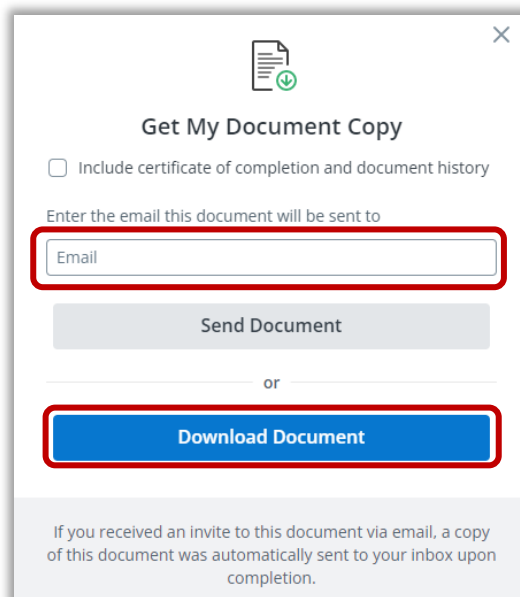 Get My Document Copy
Include certificate of completion and document history
Enter the email this document will be sent to
Email
Send Document
or
Download Document
If you received an invite to this document via email, a copy
of this document was automatically sent to your inbox upon
completion.